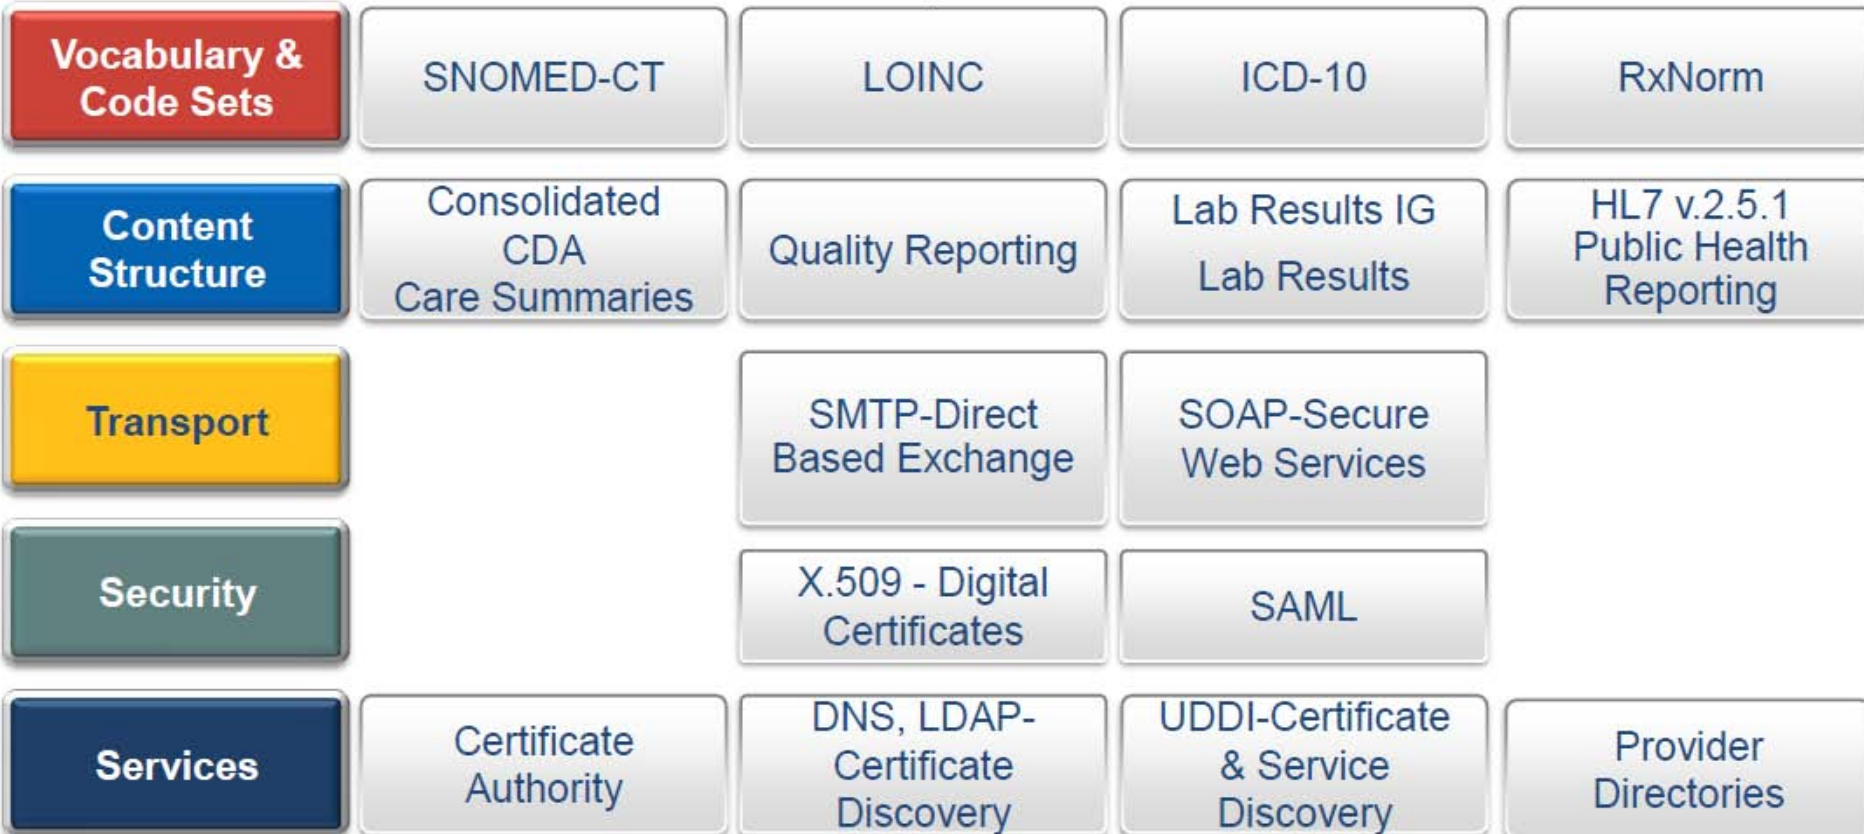 Vocabulary &
Code Sets
SNOMED-CT
LOINC
ICD-10
RxNorm
Content
Structure
Consolidated
CDA
Care Summaries
Quality Reporting
Lab Results IG
Lab Results
HL7 v.2.5.1
Public Health
Reporting
Transport
SMTP-Direct
Based Exchange
SOAP-Secure
Web Services
Security
X.509 - Digital
Certificates
SAML
Services
Certificate
Authority
DNS, LDAP-
Certificate
Discovery
UDDI-Certificate
& Service
Discovery
Provider
Directories